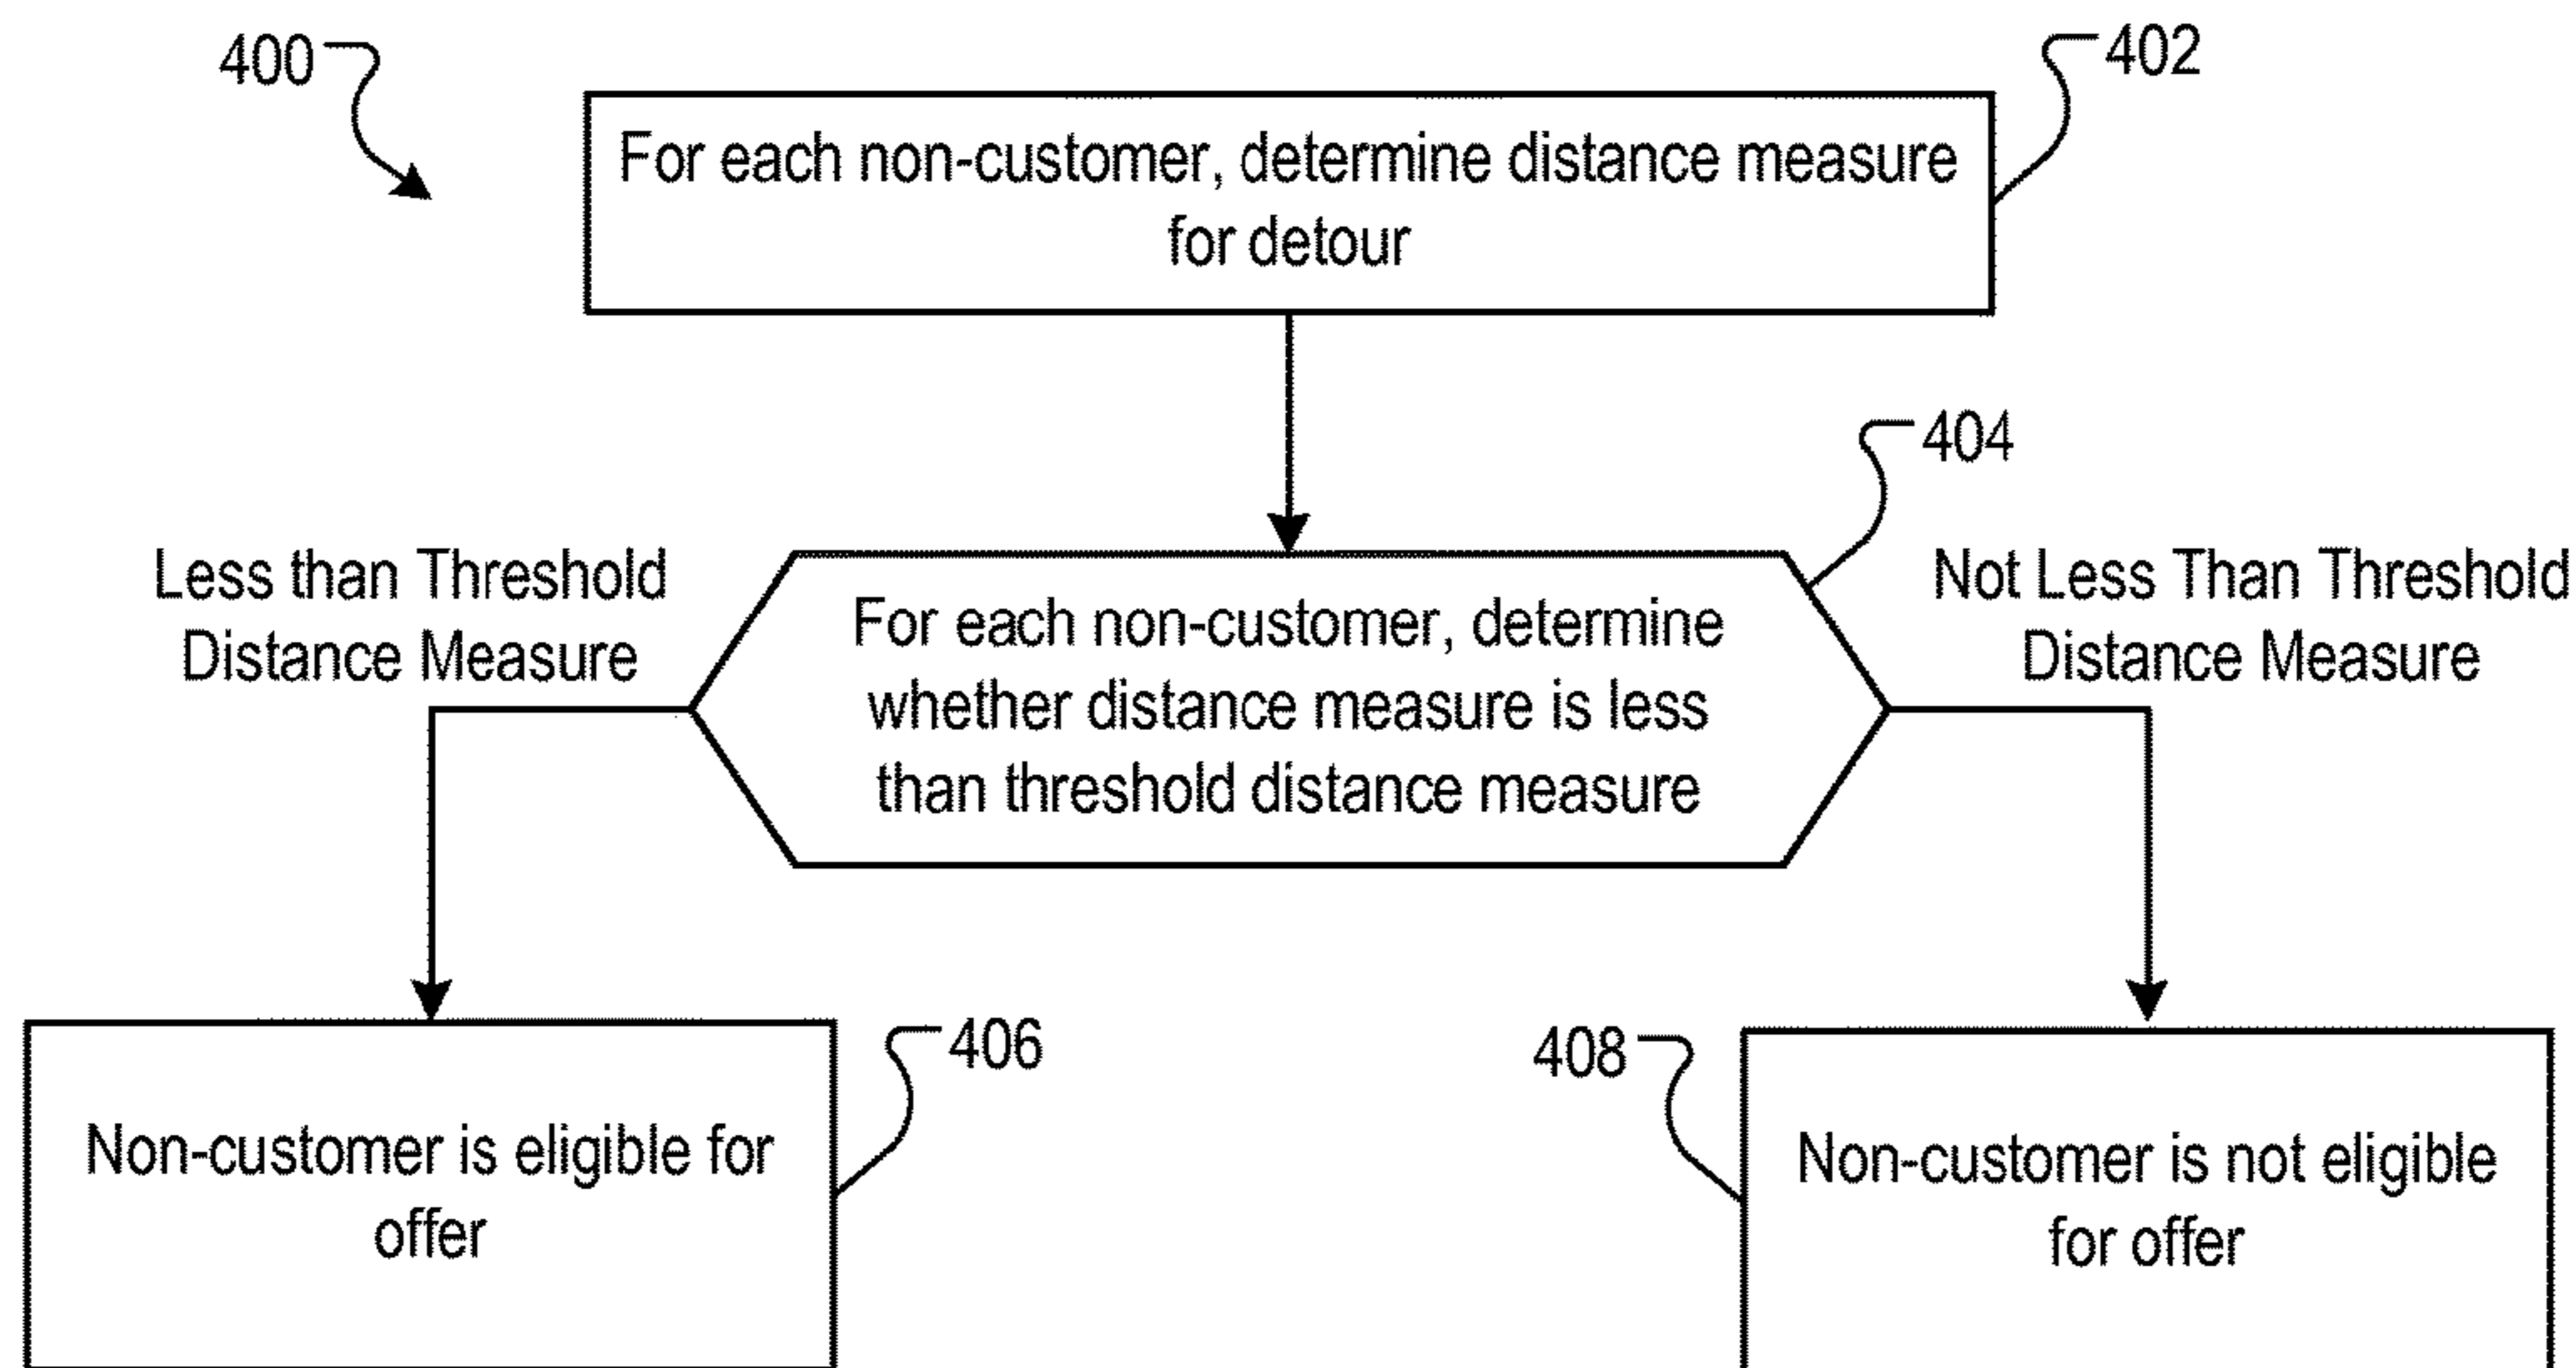 400
402
For each non-customer, determine distance measure
for detour
404
Less than Threshold
Distance Measure
For each non-customer, determine
whether distance measure is less
than threshold distance measure
Not Less Than Threshold
Distance Measure
406
Non-customer is eligible for
offer
408
Non-customer is not eligible
for offer